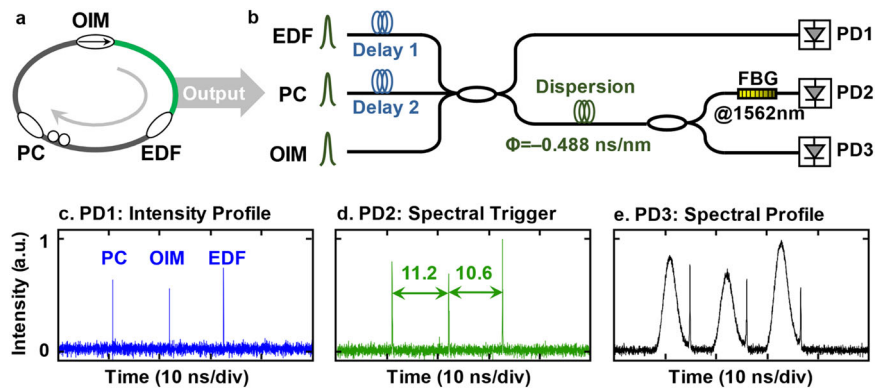 a
OIM
PC
EDF
Output
b
EDF
Delay 1
PC
Delay 2
OIM
Dispersion
Φ=–0.488 ns/nm
FBG
@1562nm
PD1
PD2
PD3
c. PD1: Intensity Profile
Intensity (a.u.)
1
0
PC OIM EDF
Time (10 ns/div)
d. PD2: Spectral Trigger
11.2 10.6
Time (10 ns/div)
e. PD3: Spectral Profile
Time (10 ns/div)